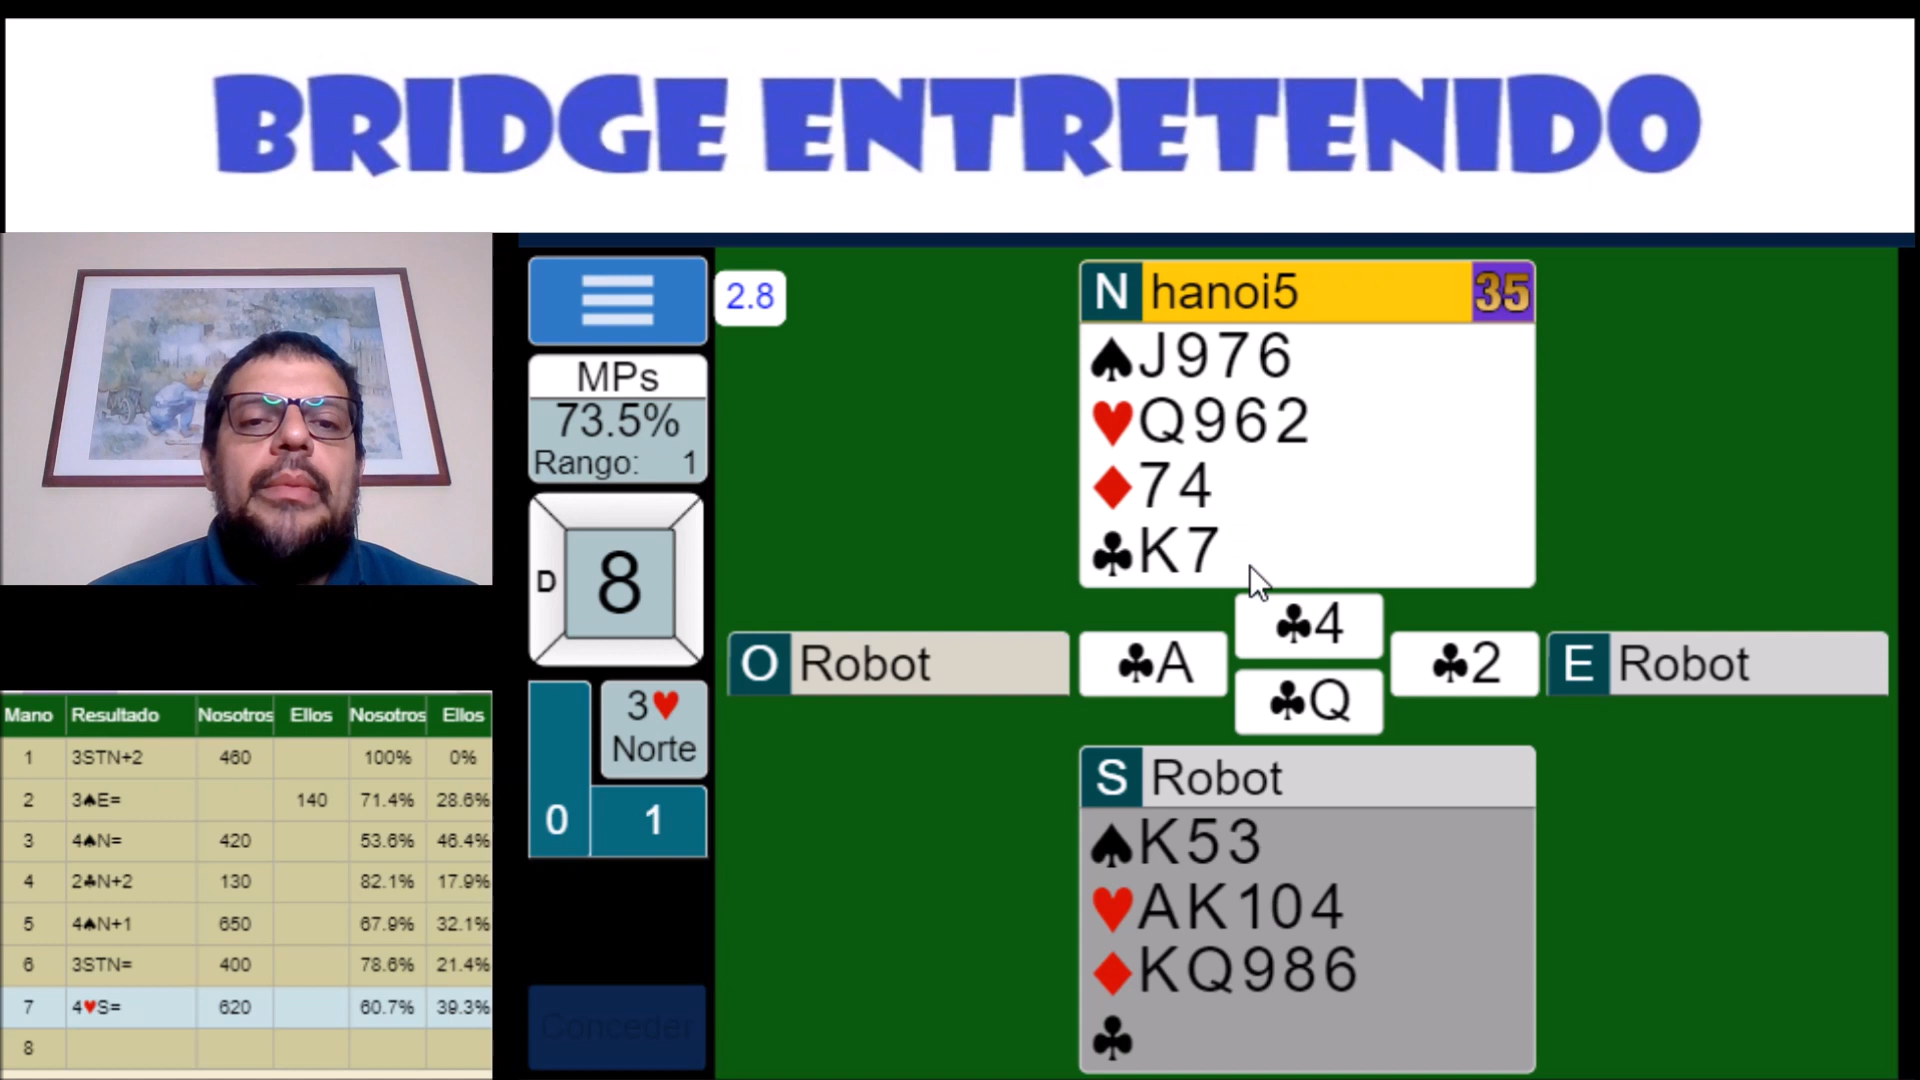 BRIDGE ENTRETENIDO
2.8
N hanoi5 35
♠J976
♥Q962
♦74
♣K7
MPs
73.5%
Rango: 1
D 8
3♥
Norte
0 1
Conceder
O Robot
♣A
♣4
♣2
♣Q
E Robot
S Robot
♠K53
♥AK104
♦KQ986
♣
Mano Resultado Nosotros Ellos Nosotros Ellos
1 3STN+2 460 100% 0%
2 3♠E= 140 71.4% 28.6%
3 4♠N= 420 53.6% 46.4%
4 2♣N+2 130 82.1% 17.9%
5 4♠N+1 650 67.9% 32.1%
6 3STN= 400 78.6% 21.4%
7 4♥S= 620 60.7% 39.3%
8